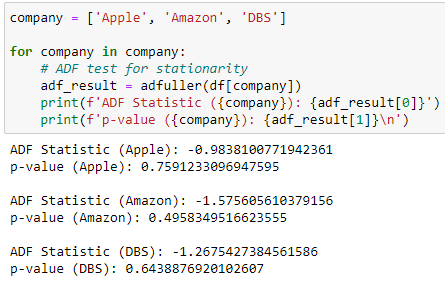 company = ['Apple', 'Amazon', 'DBS']
for company in company:
# ADF test for stationarity
adf_result = adfuller(df[company])
print(f'ADF Statistic ({company}): {adf_result[0]}')
print(f'p-value ({company}): {adf_result[1]}\n')
ADF Statistic (Apple): -0.9838100771942361
p-value (Apple): 0.7591233096947595
ADF Statistic (Amazon): -1.575605610379156
p-value (Amazon): 0.4958349516623555
ADF Statistic (DBS): -1.2675427384561586
p-value (DBS): 0.6438876920102607